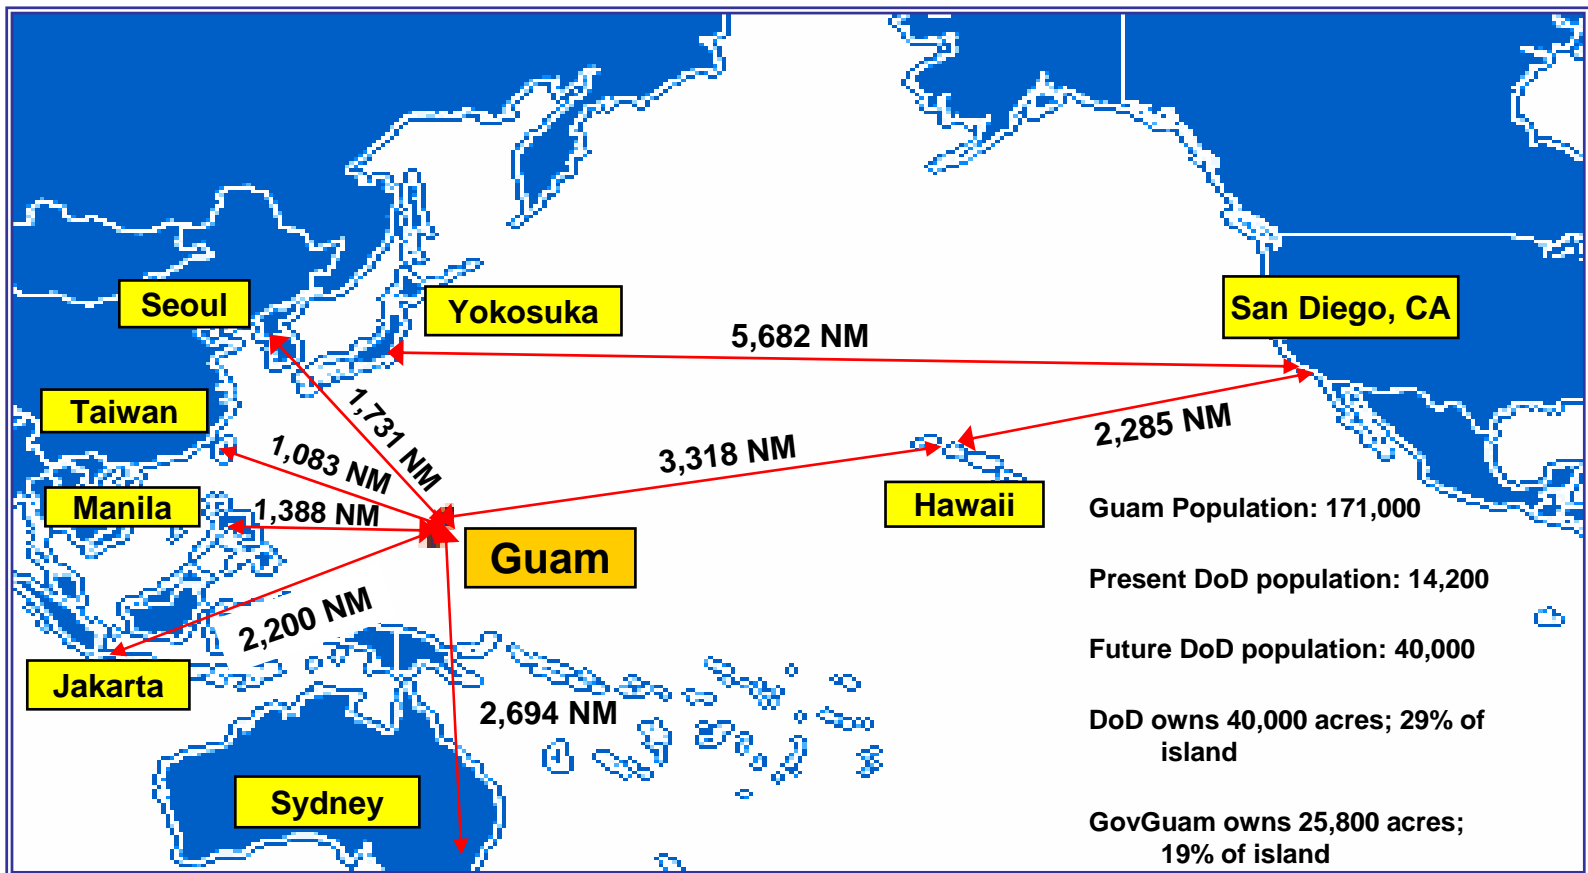 Seoul
Yokosuka
San Diego, CA
5,682 NM
Taiwan
1,731 NM
2,285 NM
1,083 NM
3,318 NM
Manila
1,388 NM
Hawaii
Guam
Guam Population: 171,000
Present DoD population: 14,200
2,200 NM
Future DoD population: 40,000
Jakarta
2,694 NM
DoD owns 40,000 acres; 29% of
island
Sydney
GovGuam owns 25,800 acres;
19% of island